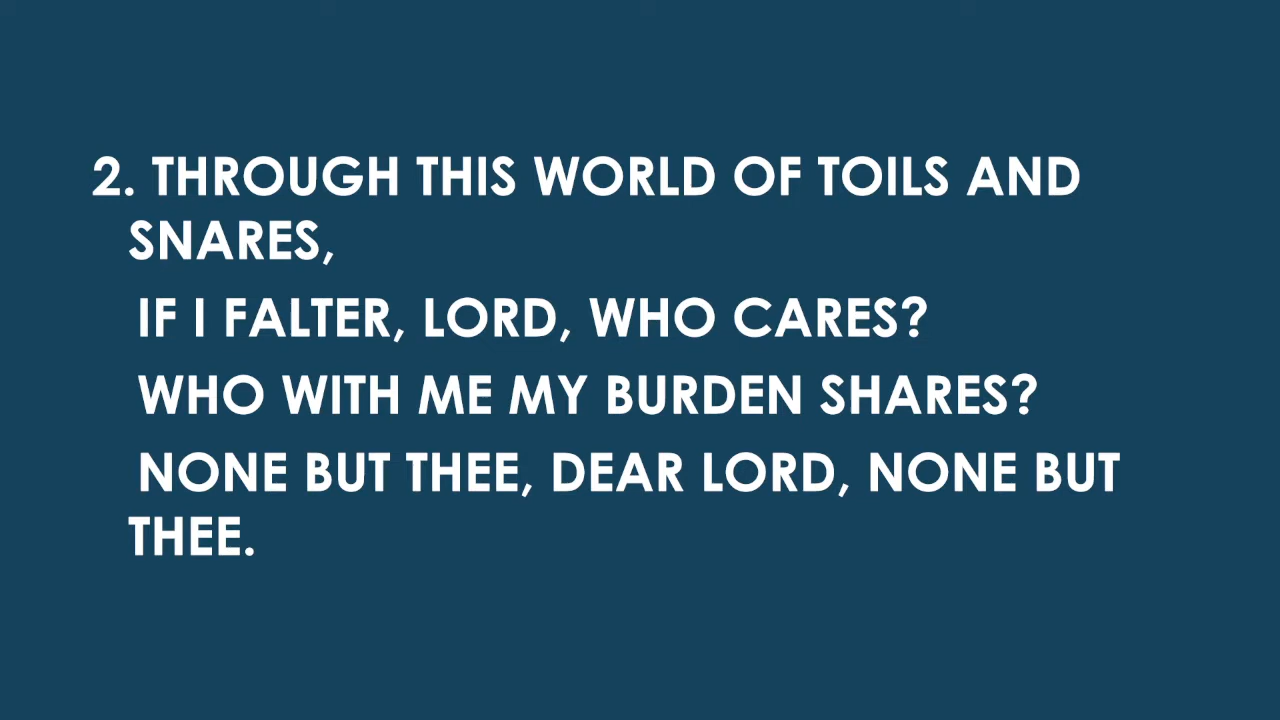 2. THROUGH THIS WORLD OF TOILS AND
SNARES,
IF I FALTER, LORD, WHO CARES?
WHO WITH ME MY BURDEN SHARES?
NONE BUT THEE, DEAR LORD, NONE BUT
THEE.